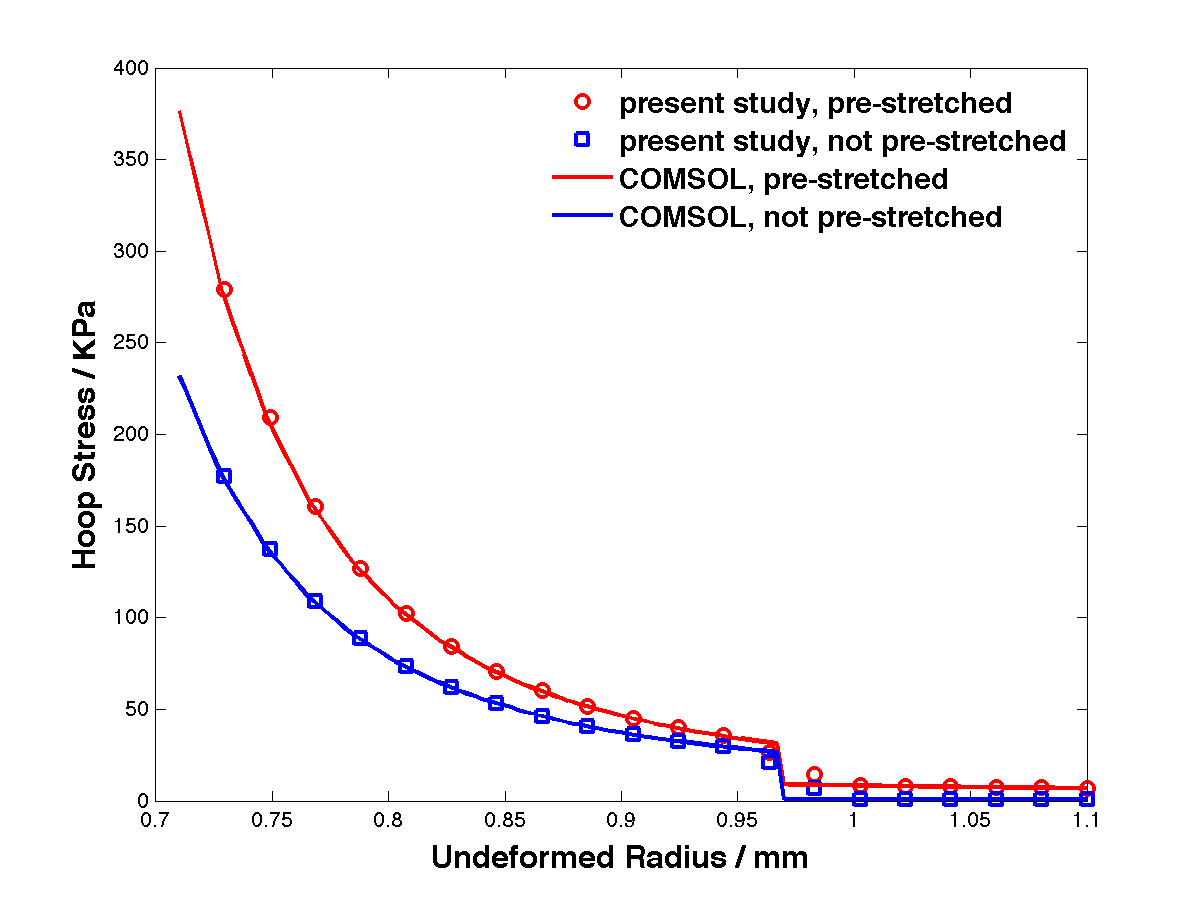 400
350
300
250
200
150
100
50
0
Hoop Stress / KPa
present study, pre-stretched
present study, not pre-stretched
COMSOL, pre-stretched
COMSOL, not pre-stretched
0.7 0.75 0.8 0.85 0.9 0.95 1 1.05 1.1
Undeformed Radius / mm